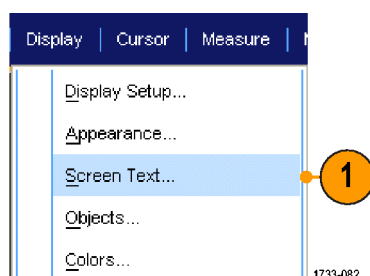 Display | Cursor | Measure |
Display Setup...
Appearance...
Screen Text...
1
Objects...
Colors...
1733-082